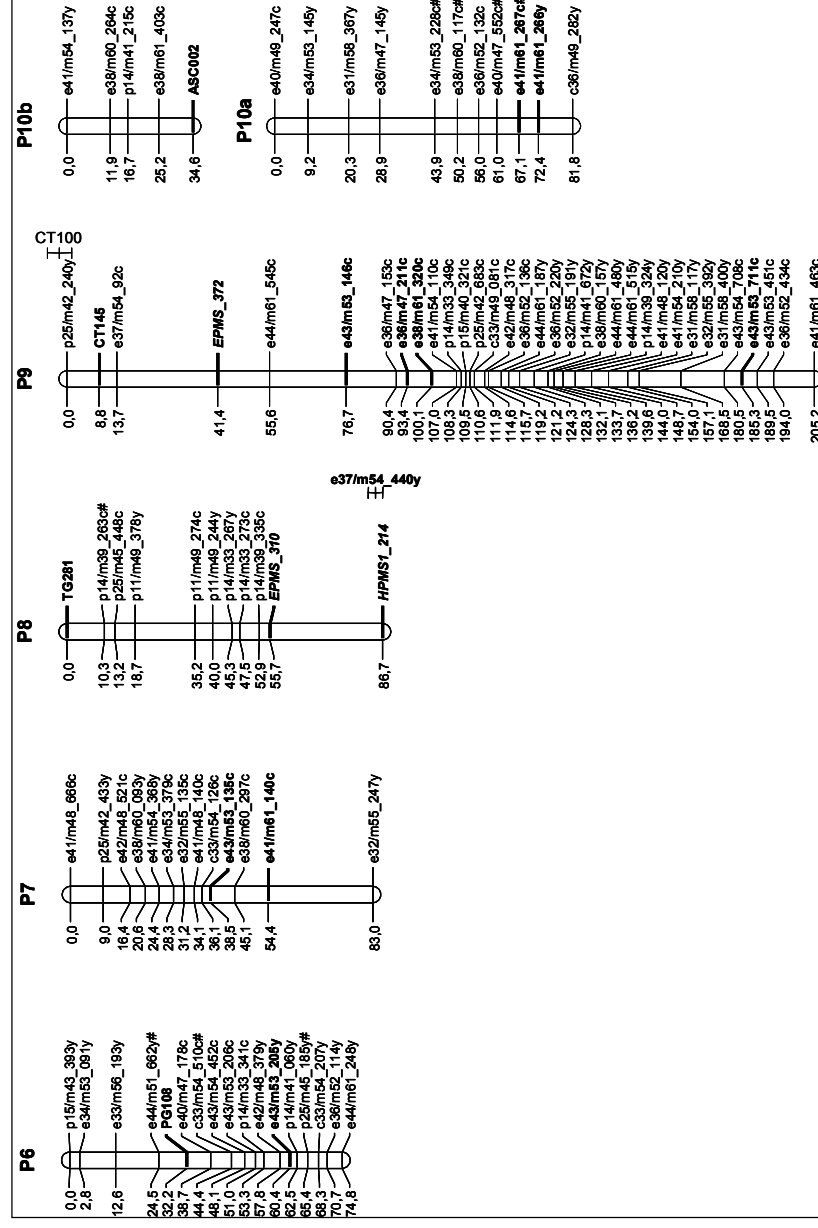 P6
0,0 p15/m43_393y
2,8 e34/m53_091y
12,6 e33/m56_193y
24,5 e44/m51_662y#
32,2 PG108
38,7 e40/m47_178c
44,4 c33/m54_510c#
48,1 e43/m54_452c
51,0 e43/m53_206c
53,3 p14/m33_341c
57,8 e42/m48_379y
60,4 e43/m53_205y
62,5 p14/m41_060y
65,4 p25/m45_185y#
68,3 c33/m54_207y
70,7 e36/m52_114y
74,8 e44/m61_248y
P7
0,0 e41/m48_666c
9,0 p25/m42_433y
16,4 e42/m48_521c
20,6 e38/m60_093y
24,4 e41/m54_368y
28,3 e34/m53_379c
31,2 e32/m55_135c
34,1 e41/m48_140c
36,1 c33/m54_126c
38,5 e43/m53_135c
45,1 e38/m60_297c
54,4 e41/m61_140c
83,0 e32/m55_247y
P8
0,0 TG281
10,3 p14/m39_263c#
13,2 p25/m45_448c
18,7 p11/m49_378y
35,2 p11/m49_274c
40,0 p11/m49_244y
45,3 p14/m33_267y
47,5 p14/m33_273c
52,9 p14/m39_335c
55,7 EPMS_310
86,7 HPMS1_214
e37/m54_440y
P9
CT100
0,0 p25/m42_240y
8,8 CT145
13,7 e37/m54_92c
41,4 EPMS_372
55,6 e44/m61_545c
76,7 e43/m53_146c
90,4 e36/m47_153c
93,4 e36/m47_211c
100,1 e38/m61_320c
107,0 e41/m54_110c
108,3 p14/m33_349c
109,5 p15/m40_321c
110,6 p25/m42_683c
111,9 c33/m49_081c
114,6 e42/m48_317c
115,7 e36/m52_136c
119,2 e44/m61_187y
121,2 e36/m52_220y
124,3 e32/m55_191y
128,3 p14/m41_672y
132,1 e38/m60_157y
133,7 e44/m61_480y
136,2 e44/m61_515y
139,6 p14/m39_324y
144,0 e41/m48_120y
148,7 e41/m54_210y
154,0 e31/m58_117y
157,1 e32/m55_392y
168,5 e31/m58_400y
180,5 e43/m54_708c
185,3 e43/m53_711c
189,5 e43/m53_451c
194,0 e36/m52_434c
205,2 e41/m61_463c
P10b
0,0 e41/m54_137y
11,9 e38/m60_264c
16,7 p14/m41_215c
25,2 e38/m61_403c
34,6 ASC002
P10a
0,0 e40/m49_247c
9,2 e34/m53_145y
20,3 e31/m58_367y
28,9 e36/m47_145y
43,9 e34/m53_228c#
50,2 e38/m60_117c#
56,0 e36/m52_132c
61,0 e40/m47_552c#
67,1 e41/m61_267c#
72,4 e41/m61_266y
81,8 c36/m49_282y